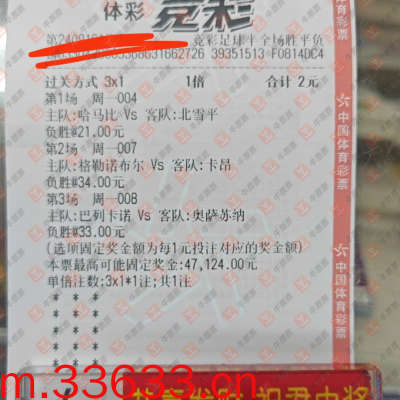 体彩 竞彩
竞彩足球半全场胜平负
39351513 F0814DC4
过关方式 3x1 1倍 合计 2元
第1场 周一004
主队:哈马比 Vs 客队:北雪平
负胜#21.00元
第2场 周一007
主队:格勒诺布尔 Vs 客队:卡昂
负胜#34.00元
第3场 周一008
主队:巴列卡诺 Vs 客队:奥萨苏纳
负胜#33.00元
(选项固定奖金额为每1元投注对应的奖金额)
本票最高可能固定奖金:47,124.00元
单倍注数:3x1*1注;共1注
* * *
* * *
* * *
* * *
* * *
中国体育彩票
中国体育彩票
m.33633.cn
祝君中奖